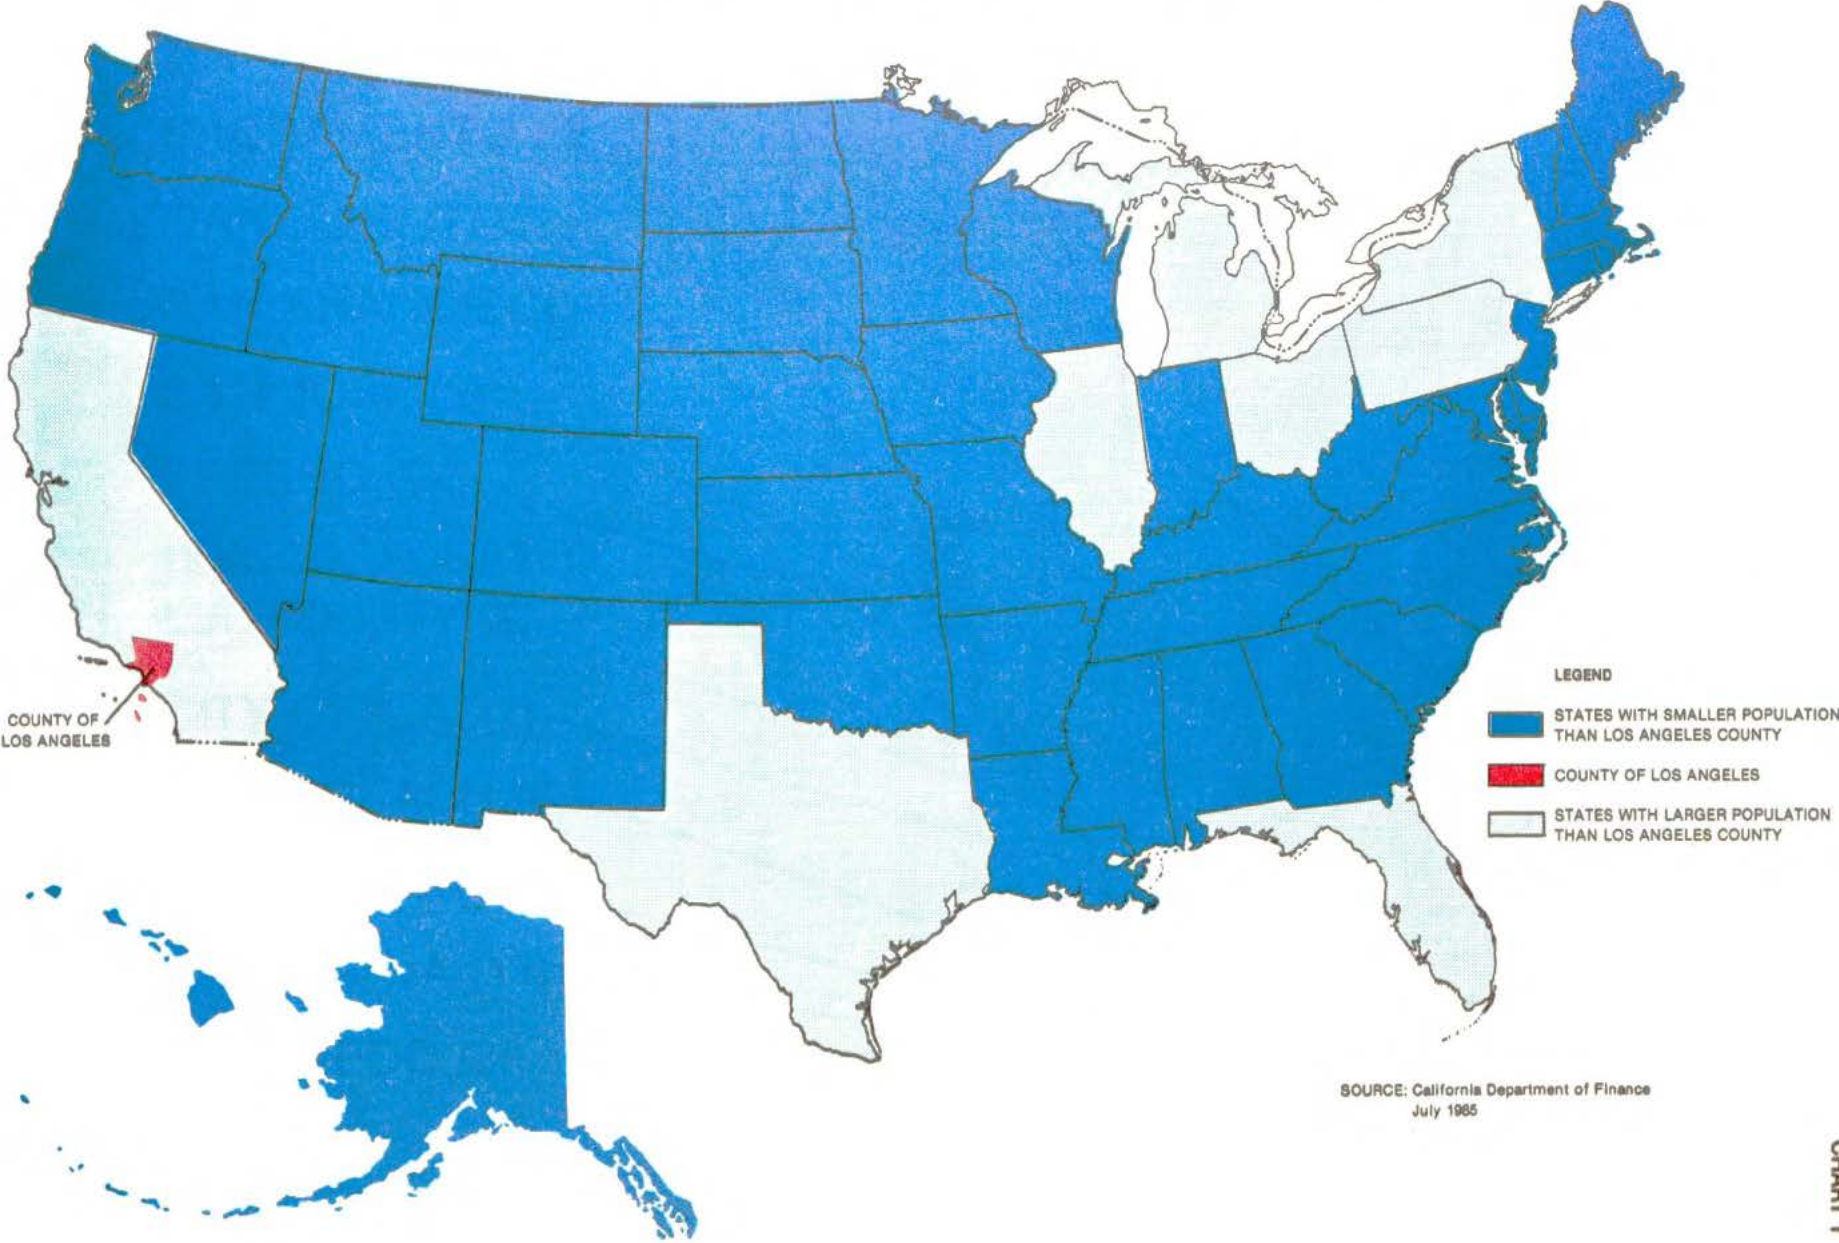 COUNTY OF
LOS ANGELES
LEGEND
STATES WITH SMALLER POPULATION
THAN LOS ANGELES COUNTY
COUNTY OF LOS ANGELES
STATES WITH LARGER POPULATION
THAN LOS ANGELES COUNTY
SOURCE: California Department of Finance
July 1985